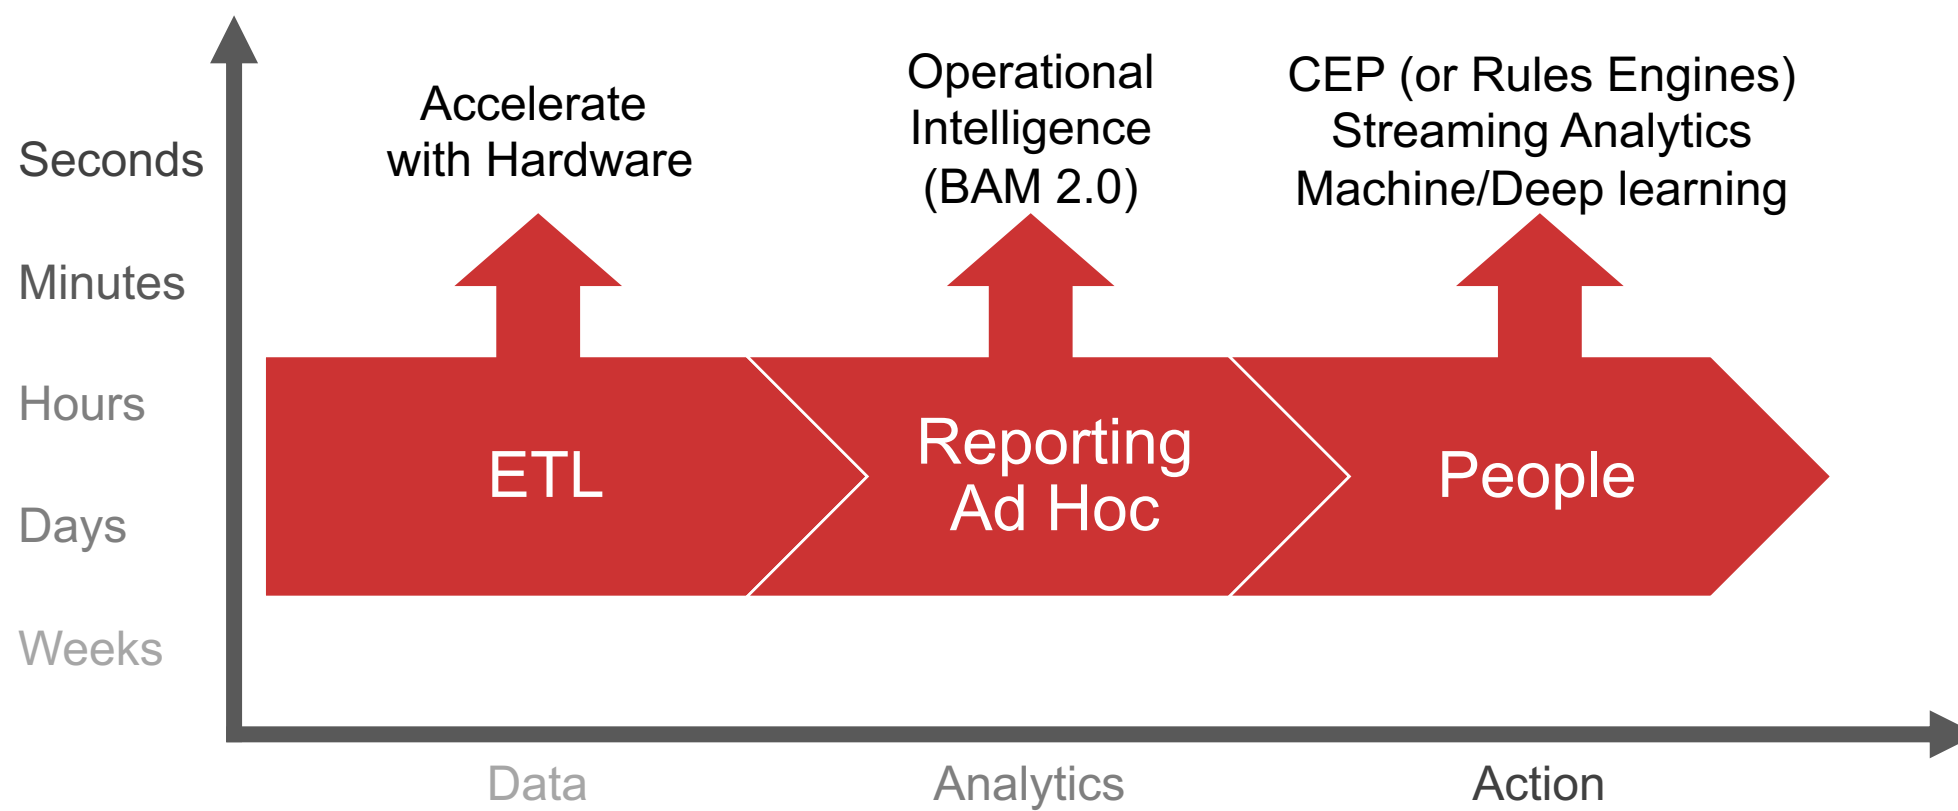 Accelerate
with Hardware
Operational
Intelligence
(BAM 2.0)
CEP (or Rules Engines)
Streaming Analytics
Machine/Deep learning
Seconds
Minutes
Hours
Days
Weeks
ETL
Reporting
Ad Hoc
People
Data
Analytics
Action